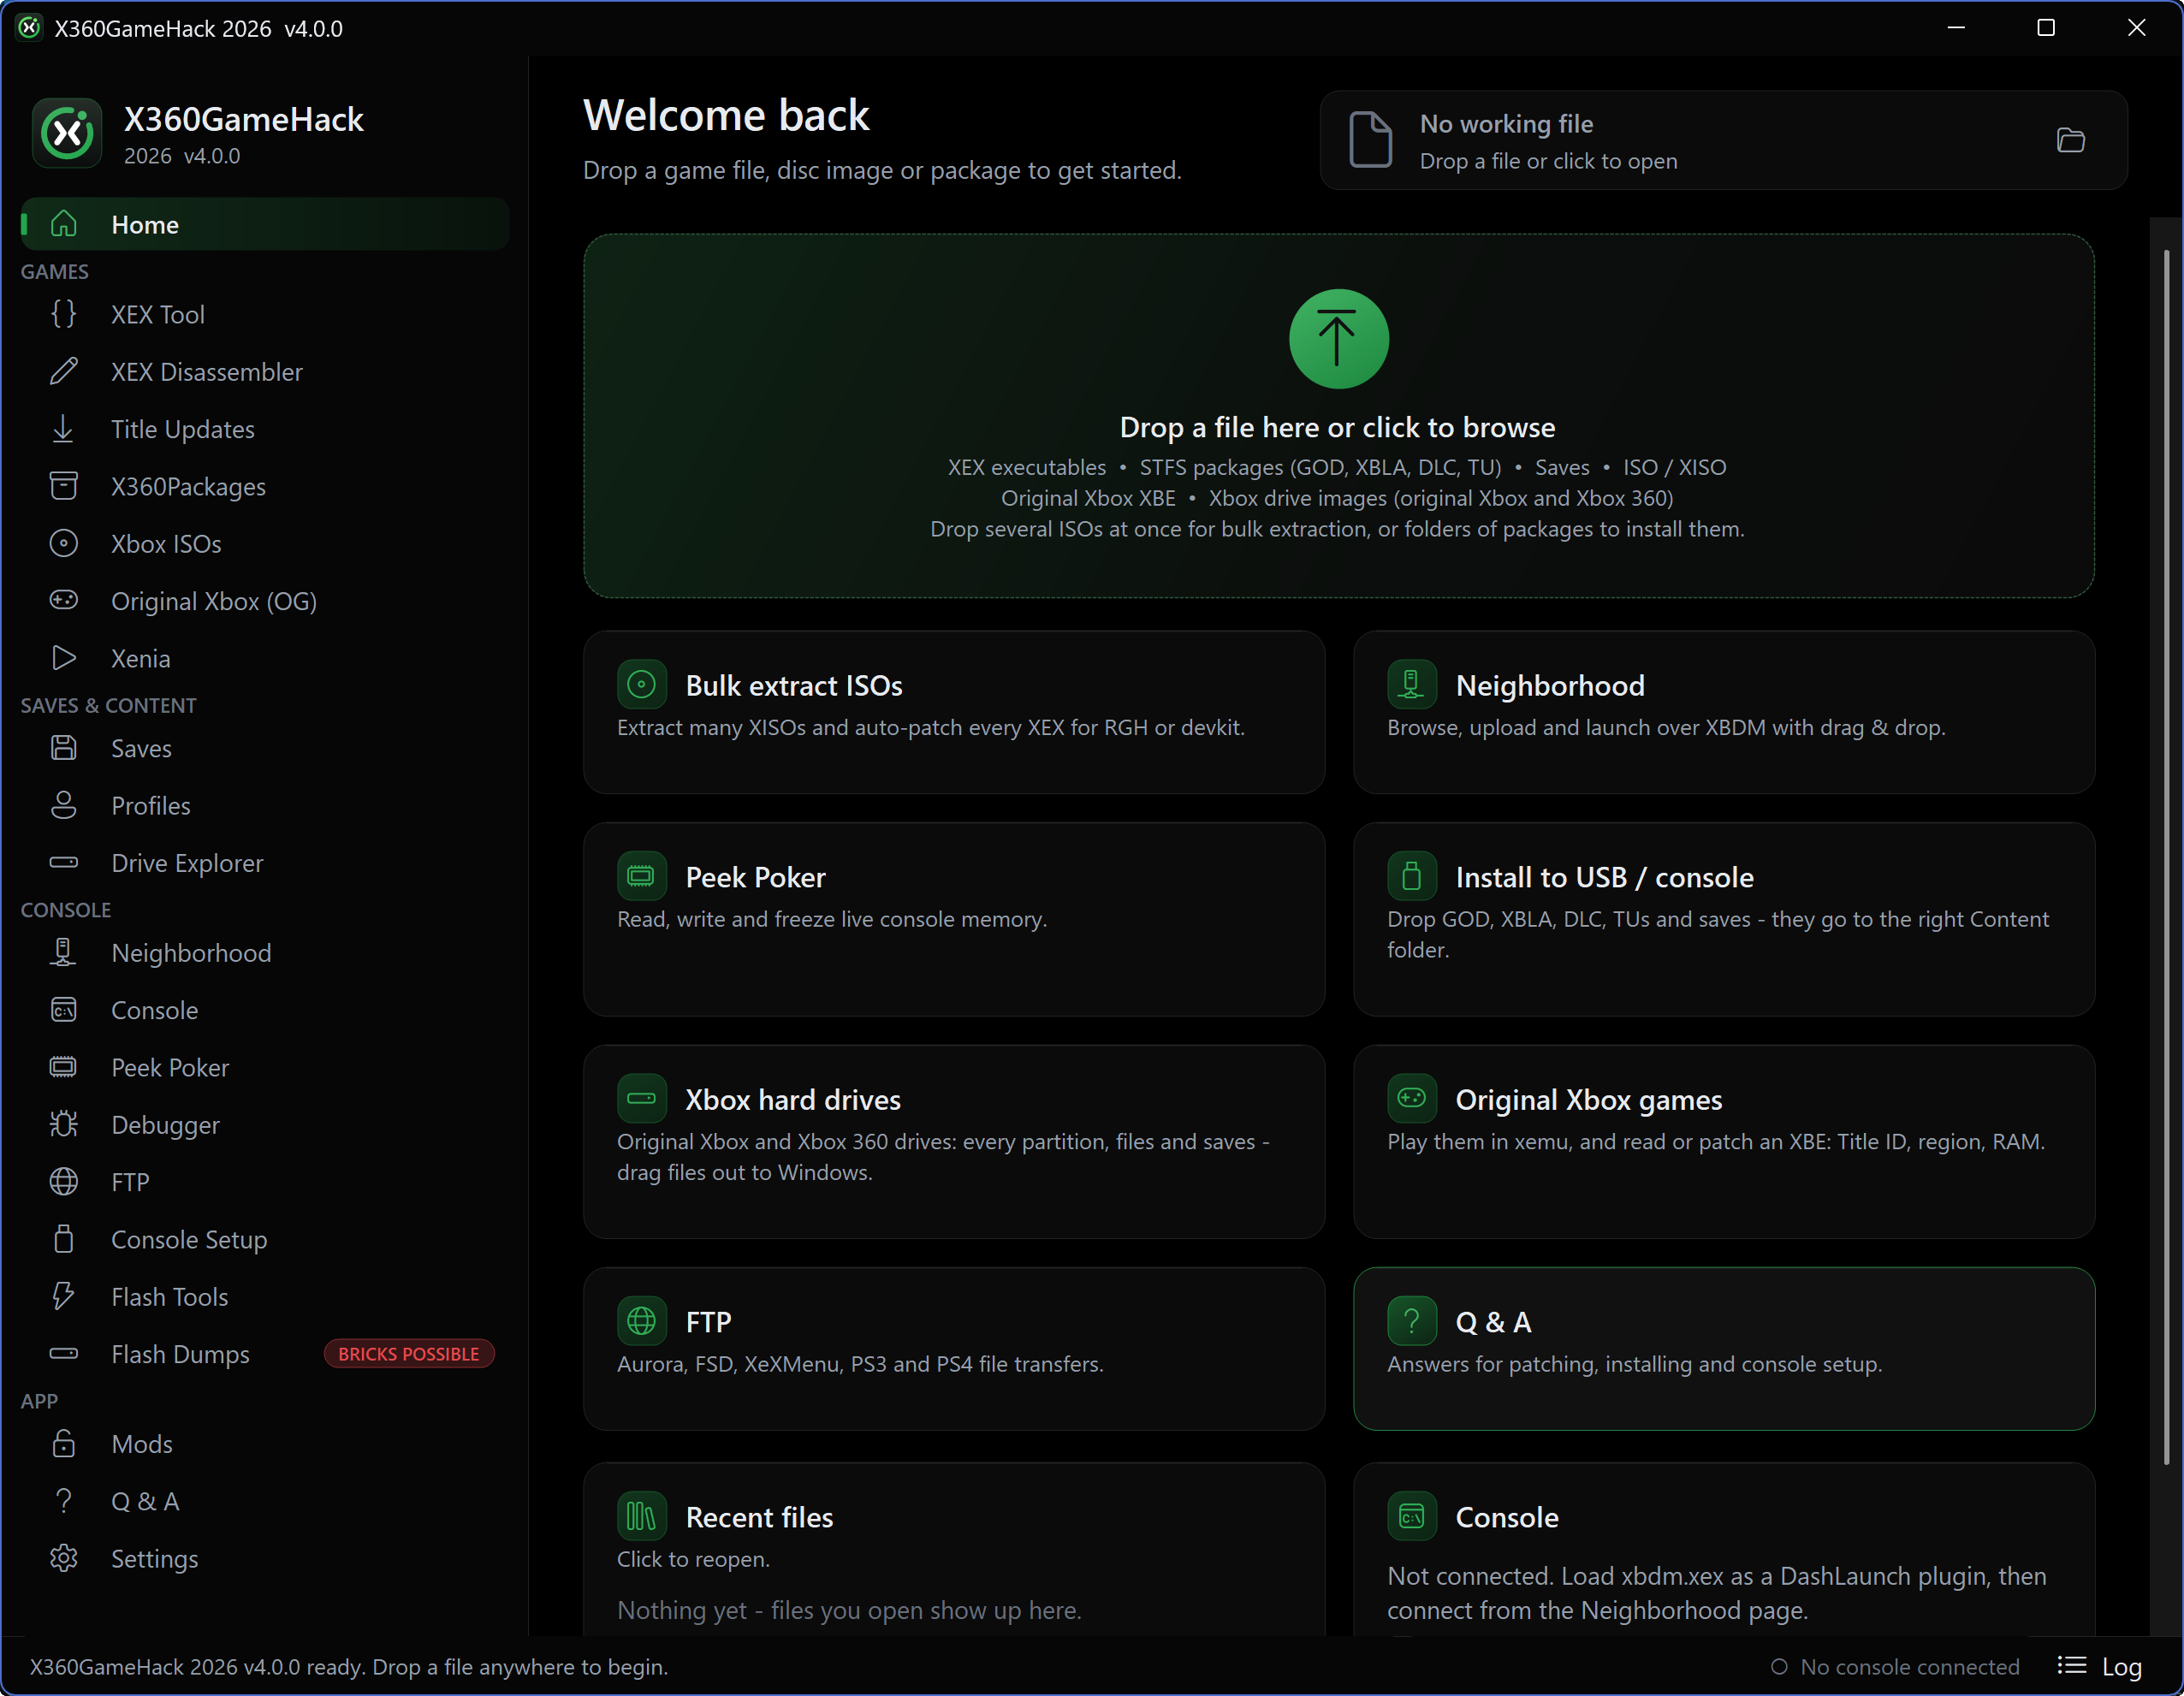 X360GameHack 2026 v4.0.0
X360GameHack
2026 v4.0.0
Home
GAMES
XEX Tool
XEX Disassembler
Title Updates
X360Packages
Xbox ISOs
Original Xbox (OG)
Xenia
SAVES & CONTENT
Saves
Profiles
Drive Explorer
CONSOLE
Neighborhood
Console
Peek Poker
Debugger
FTP
Console Setup
Flash Tools
Flash Dumps
BRICKS POSSIBLE
APP
Mods
Q & A
Settings
Welcome back
Drop a game file, disc image or package to get started.
No working file
Drop a file or click to open
Drop a file here or click to browse
XEX executables • STFS packages (GOD, XBLA, DLC, TU) • Saves • ISO / XISO
Original Xbox XBE • Xbox drive images (original Xbox and Xbox 360)
Drop several ISOs at once for bulk extraction, or folders of packages to install them.
Bulk extract ISOs
Extract many XISOs and auto-patch every XEX for RGH or devkit.
Neighborhood
Browse, upload and launch over XBDM with drag & drop.
Peek Poker
Read, write and freeze live console memory.
Install to USB / console
Drop GOD, XBLA, DLC, TUs and saves - they go to the right Content
folder.
Xbox hard drives
Original Xbox and Xbox 360 drives: every partition, files and saves -
drag files out to Windows.
Original Xbox games
Play them in xemu, and read or patch an XBE: Title ID, region, RAM.
FTP
Aurora, FSD, XeXMenu, PS3 and PS4 file transfers.
? Q & A
Answers for patching, installing and console setup.
Recent files
Click to reopen.
Nothing yet - files you open show up here.
C:\ Console
Not connected. Load xbdm.xex as a DashLaunch plugin, then
connect from the Neighborhood page.
X360GameHack 2026 v4.0.0 ready. Drop a file anywhere to begin.
No console connected
Log